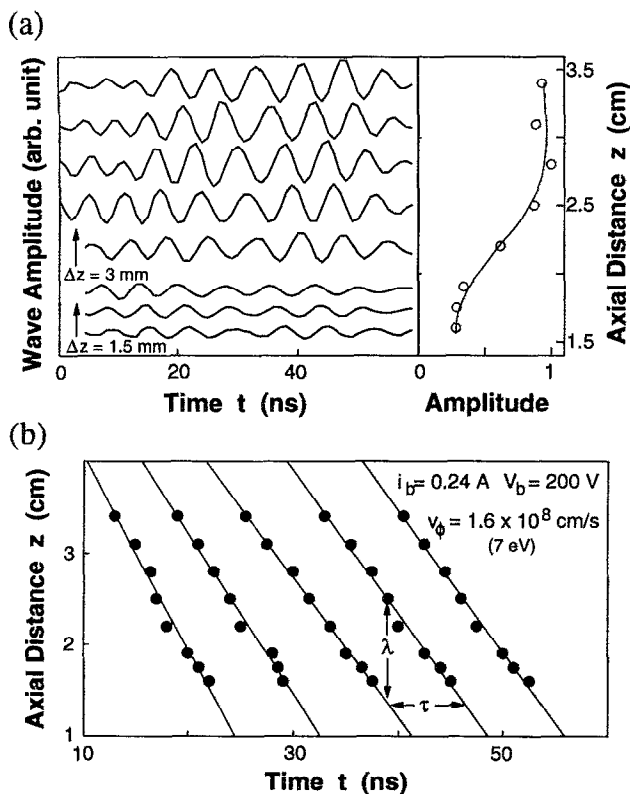 (a)
Wave Amplitude (arb. unit)
Δz = 3 mm
Δz = 1.5 mm
0 20 40
Time t (ns)
0 1
Amplitude
3.5
2.5
1.5
Axial Distance z (cm)
(b)
i_b = 0.24 A V_b = 200 V
v_ϕ = 1.6 x 10⁸ cm/s
(7 eV)
λ
τ
Axial Distance z (cm)
3
2
1
10 30 50
Time t (ns)